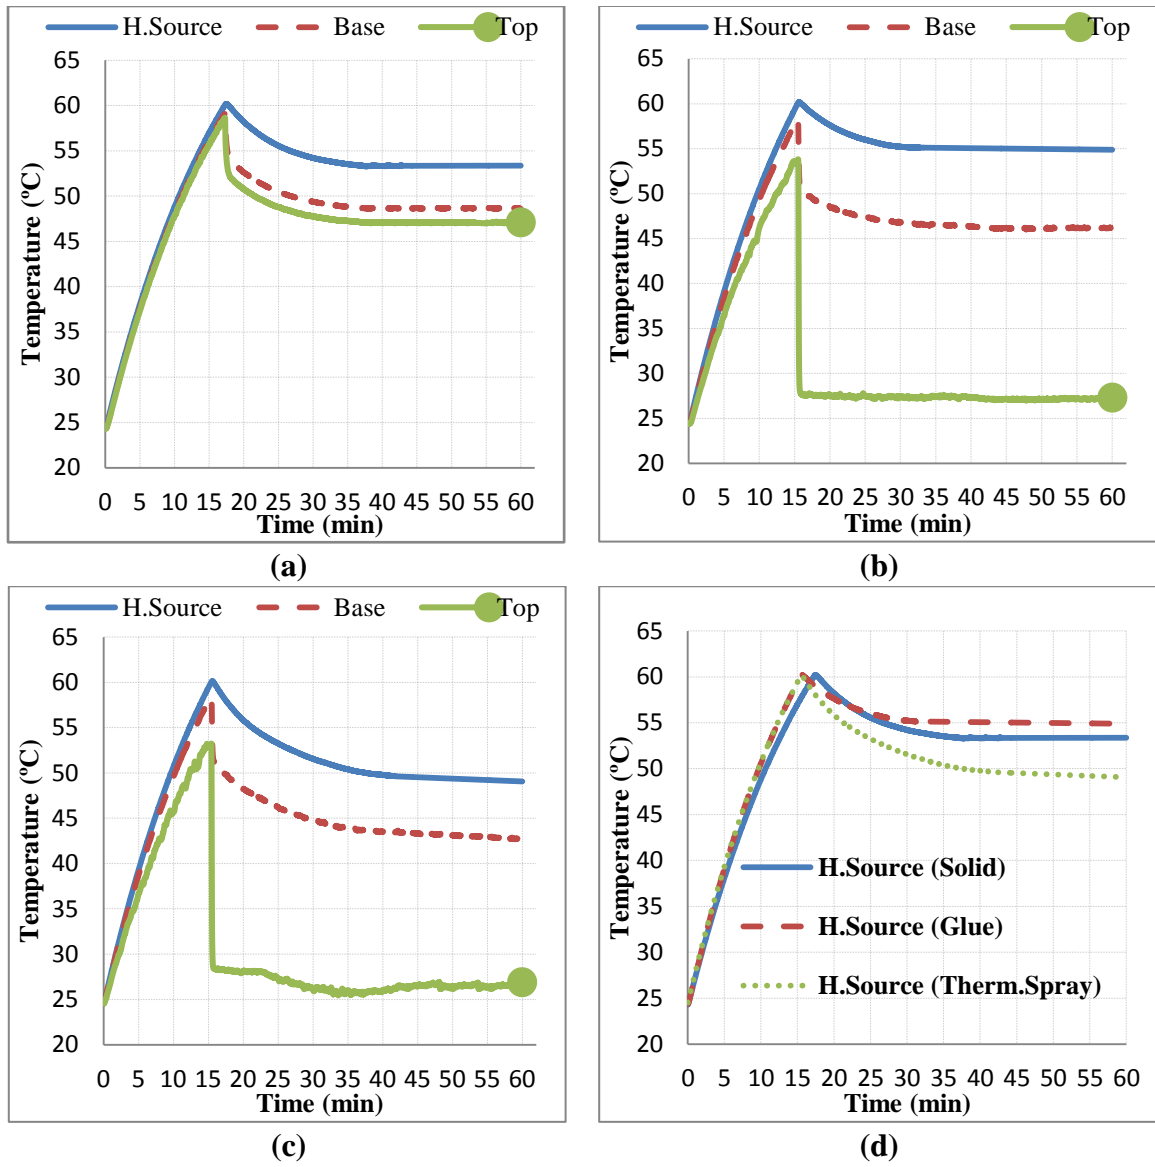 H.Source Base Top
Temperature (ºC)
65
60
55
50
45
40
35
30
25
20
0 5 10 15 20 25 30 35 40 45 50 55 60
Time (min)
(a)
H.Source Base Top
Temperature (ºC)
65
60
55
50
45
40
35
30
25
20
0 5 10 15 20 25 30 35 40 45 50 55 60
Time (min)
(b)
H.Source Base Top
Temperature (ºC)
65
60
55
50
45
40
35
30
25
20
0 5 10 15 20 25 30 35 40 45 50 55 60
Time (min)
(c)
Temperature (ºC)
65
60
55
50
45
40
35
30
25
20
H.Source (Solid)
H.Source (Glue)
H.Source (Therm.Spray)
0 5 10 15 20 25 30 35 40 45 50 55 60
Time (min)
(d)